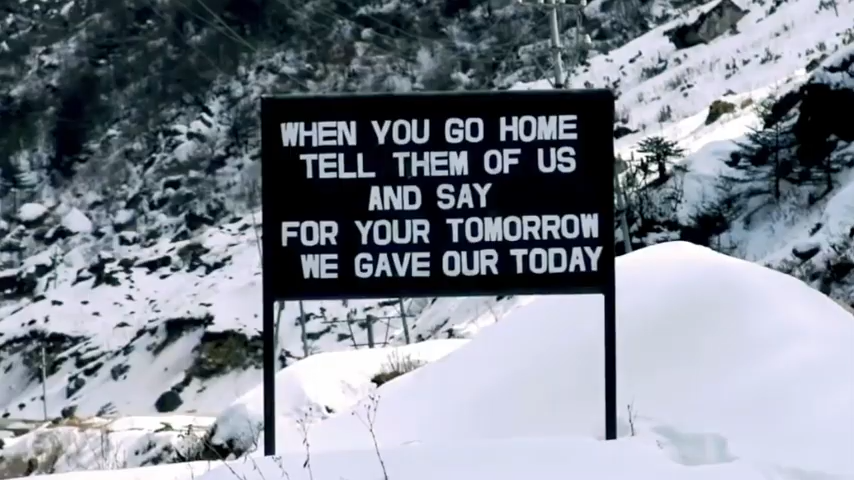 WHEN YOU GO HOME
TELL THEM OF US
AND SAY
FOR YOUR TOMORROW
WE GAVE OUR TODAY